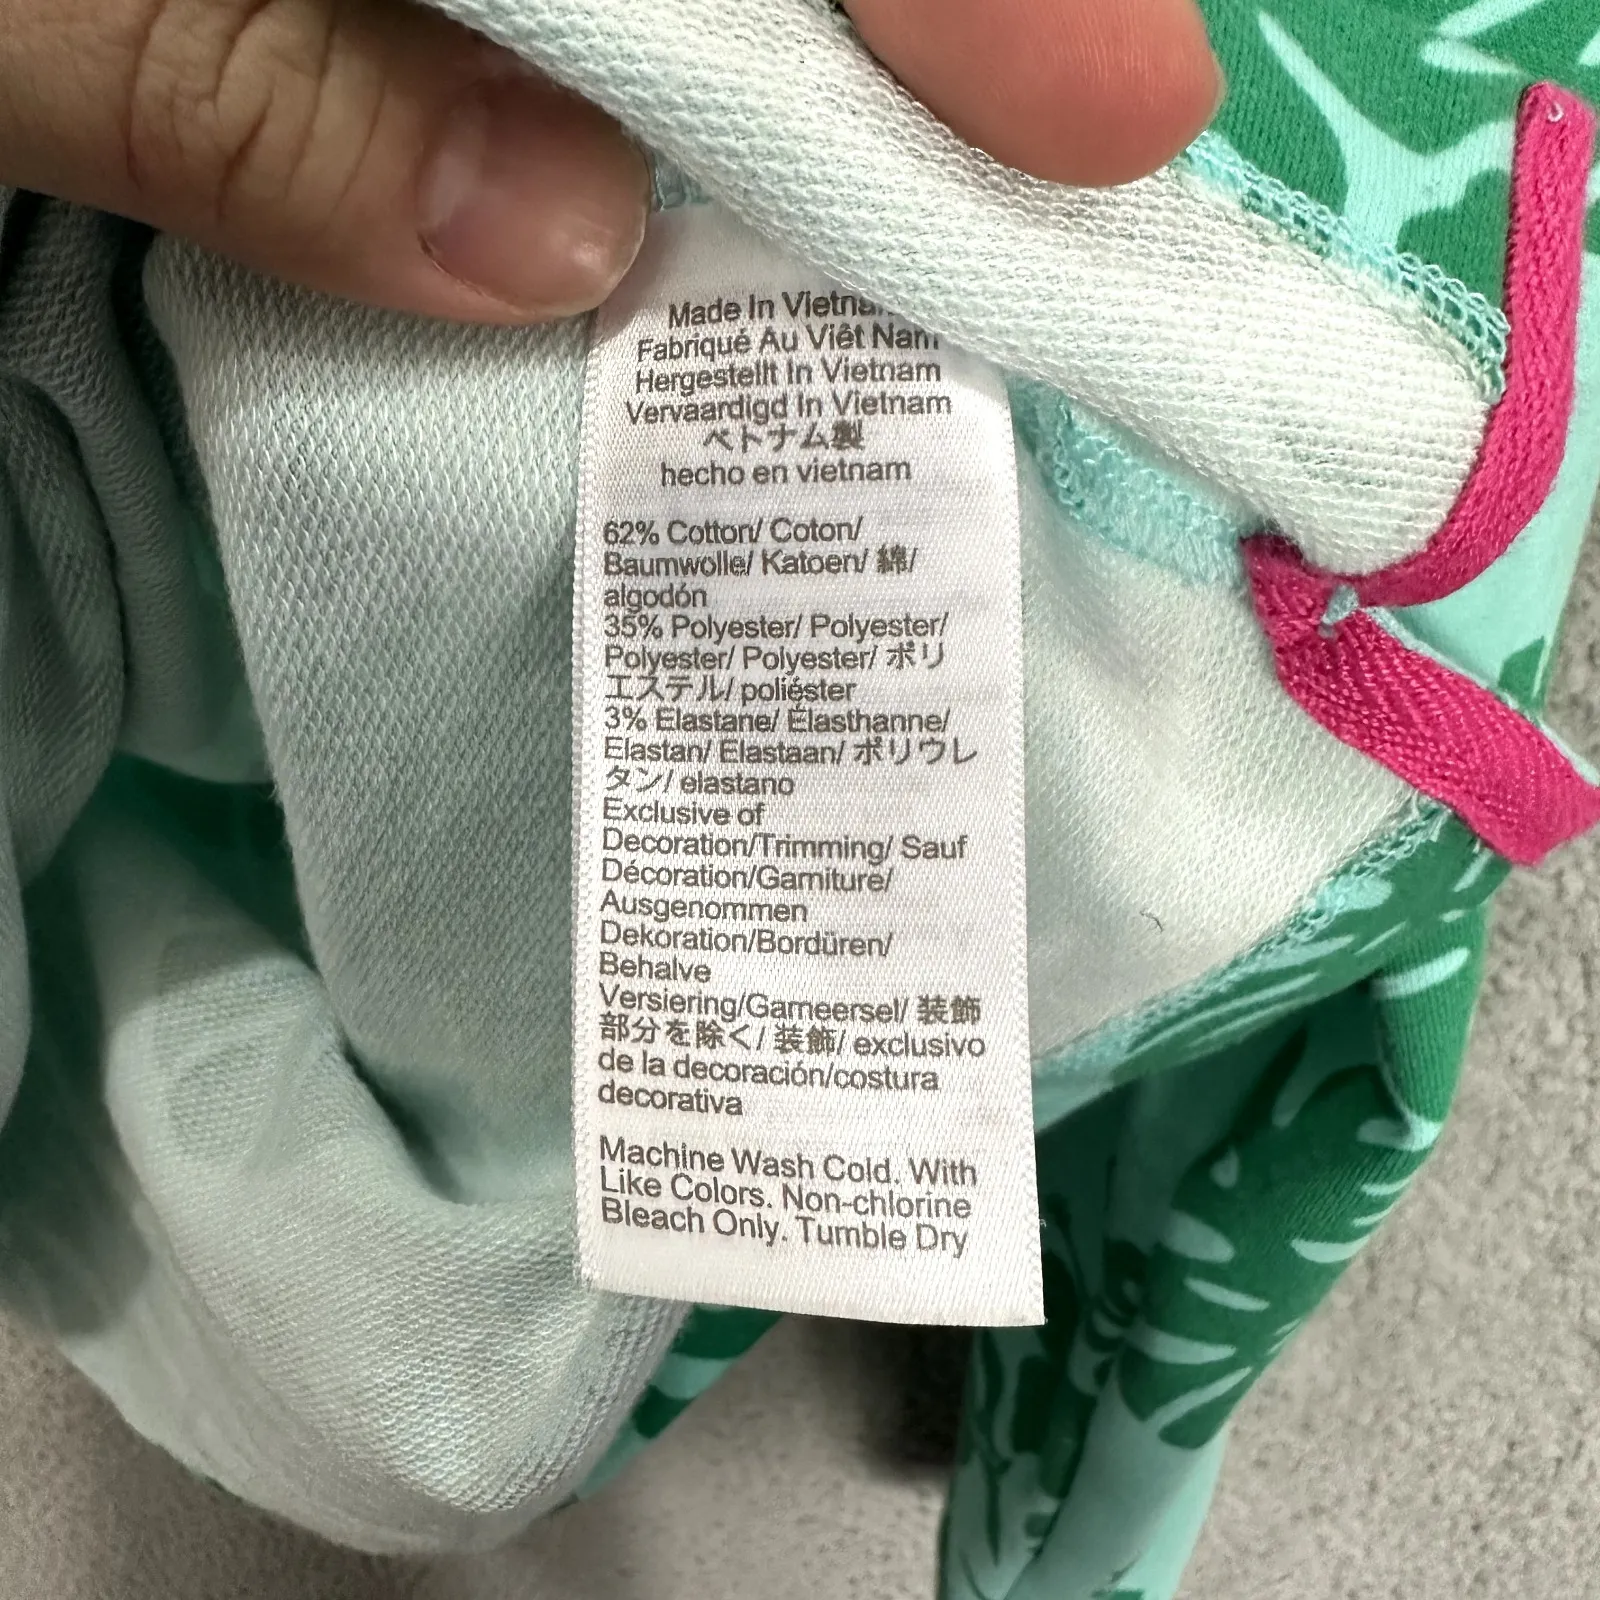 Made In Vietnam
Fabriqué Au Viêt Nam
Hergestellt In Vietnam
Vervaardigd In Vietnam
ベトナム製
hecho en vietnam
62% Cotton/ Coton/
Baumwolle/ Katoen/ 綿/
algodón
35% Polyester/ Polyester/
Polyester/ Polyester/ ポリ
エステル/ poliéster
3% Elastane/ Élasthanne/
Elastan/ Elastaan/ ポリウレ
タン/ elastano
Exclusive of
Decoration/Trimming/ Sauf
Décoration/Garniture/
Ausgenommen
Dekoration/Bordüren/
Behalve
Versiering/Garneersel/ 装飾
部分を除く/ 装飾/ exclusivo
de la decoración/costura
decorativa
Machine Wash Cold. With
Like Colors. Non-chlorine
Bleach Only. Tumble Dry